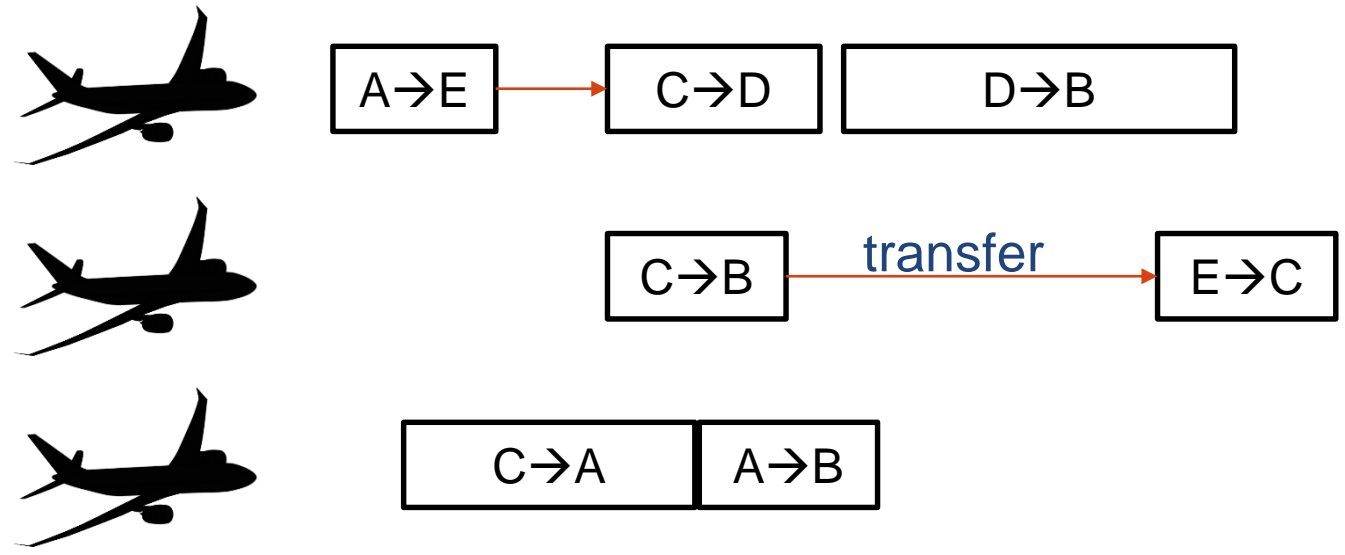 A→E
C→D
D→B
C→B
transfer
E→C
C→A
A→B